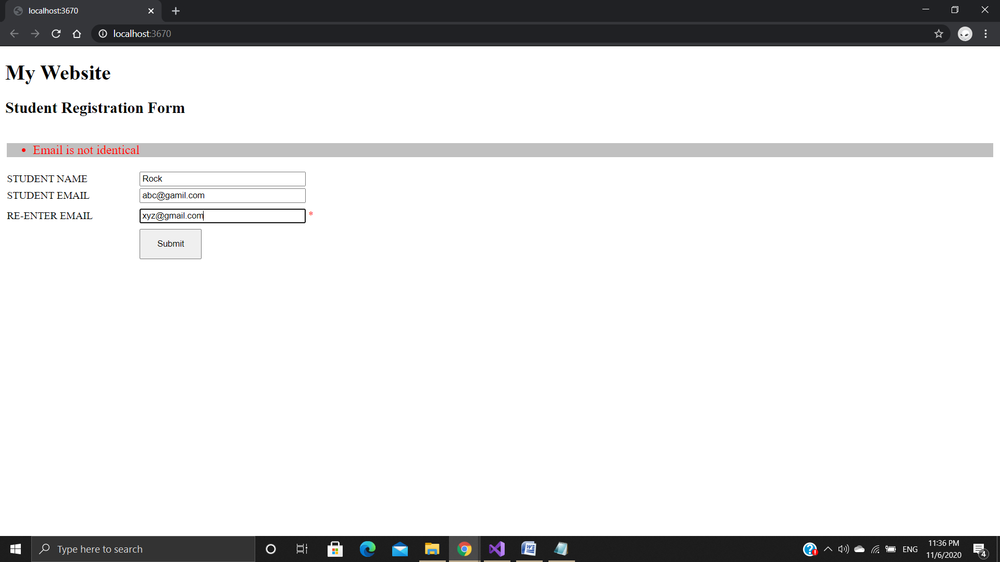 localhost:3670
localhost:3670
My Website
Student Registration Form
• Email is not identical
STUDENT NAME Rock
STUDENT EMAIL abc@gamil.com
RE-ENTER EMAIL xyz@gmail.com *
Submit
Type here to search
ENG
11:36 PM
11/6/2020
4